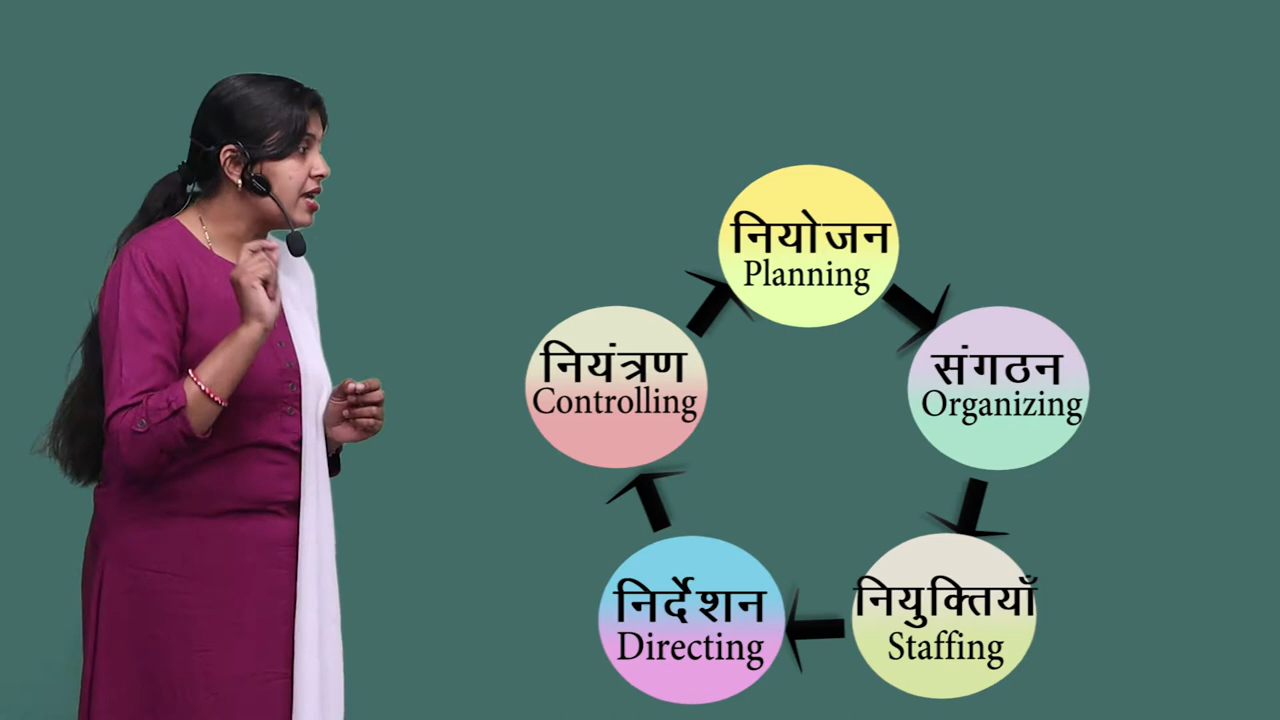 नियोजन
Planning
संगठन
Organizing
नियुक्तियाँ
Staffing
निर्देशन
Directing
नियंत्रण
Controlling